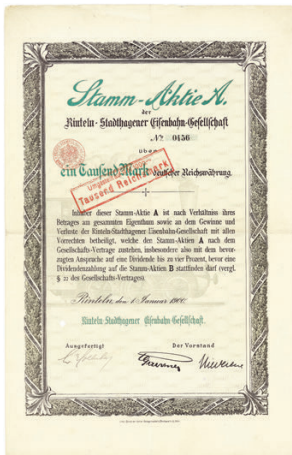 Stamm-Aktie A.
der
Rinteln-Stadthagener Eisenbahn-Gesellschaft
No 0456
über
ein Tausend Mark Deutscher Reichswährung.
Tausend Reichsmark
Inhaber dieser Stamm-Aktie A ist nach Verhältnis ihres
Betrages am gesammten Eigenthum sowie an dem Gewinne und
Verluste der Rinteln-Stadthagener Eisenbahn-Gesellschaft mit allen
Vorrechten betheiligt, welche den Stamm-Aktien A nach dem
Gesellschafts-Vertrage zustehen, insbesondere also mit dem bevor-
zugten Ansprüche auf eine Dividende bis zu vier Prozent, bevor eine
Dividendenzahlung auf die Stamm-Aktien B stattfinden darf (vergl.
§ 21 des Gesellschafts-Vertrages).
Rinteln, den 1. Januar 1900.
Rinteln-Stadthagener Eisenbahn-Gesellschaft.
Ausgefertigt Der Vorstand